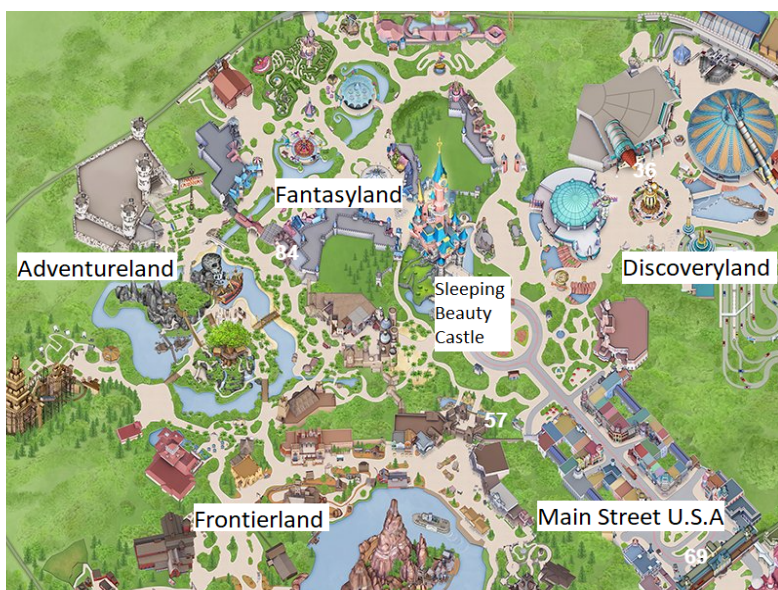 36
Fantasyland
84
Adventureland
Discoveryland
Sleeping
Beauty
Castle
57
Frontierland
Main Street U.S.A
69